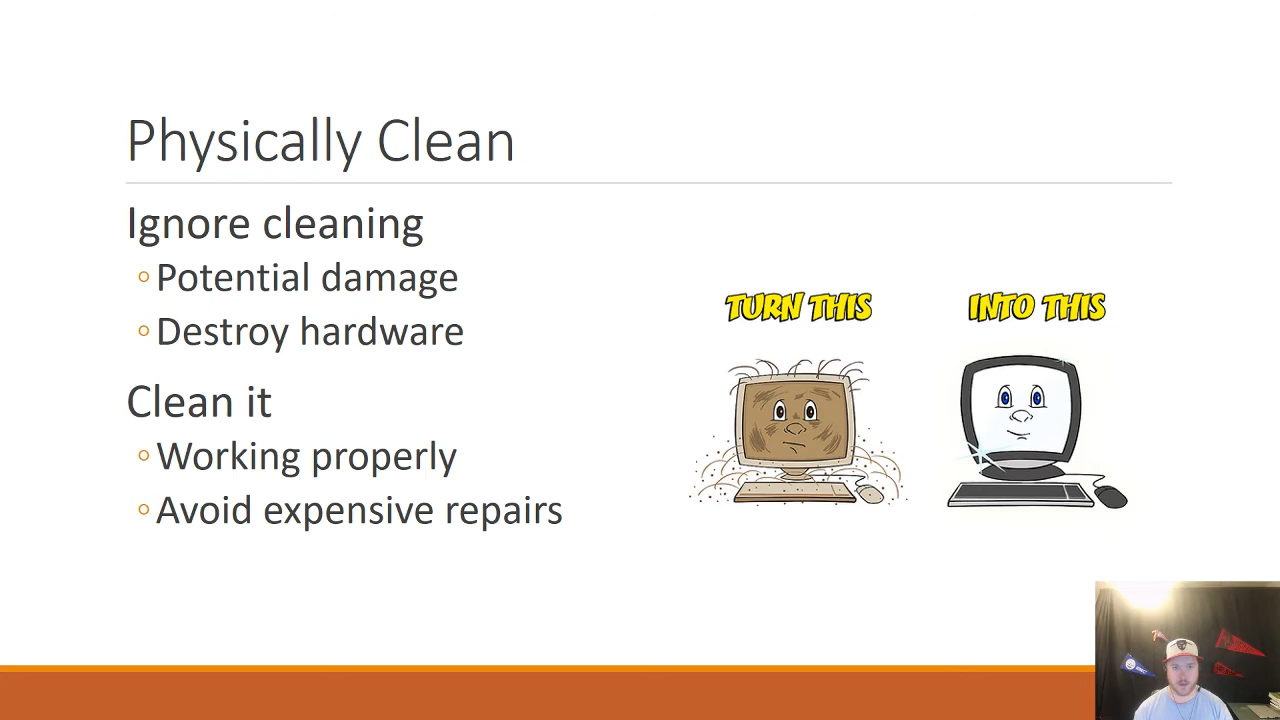 Physically Clean
Ignore cleaning
Potential damage
Destroy hardware
Clean it
Working properly
Avoid expensive repairs
TURN THIS
INTO THIS